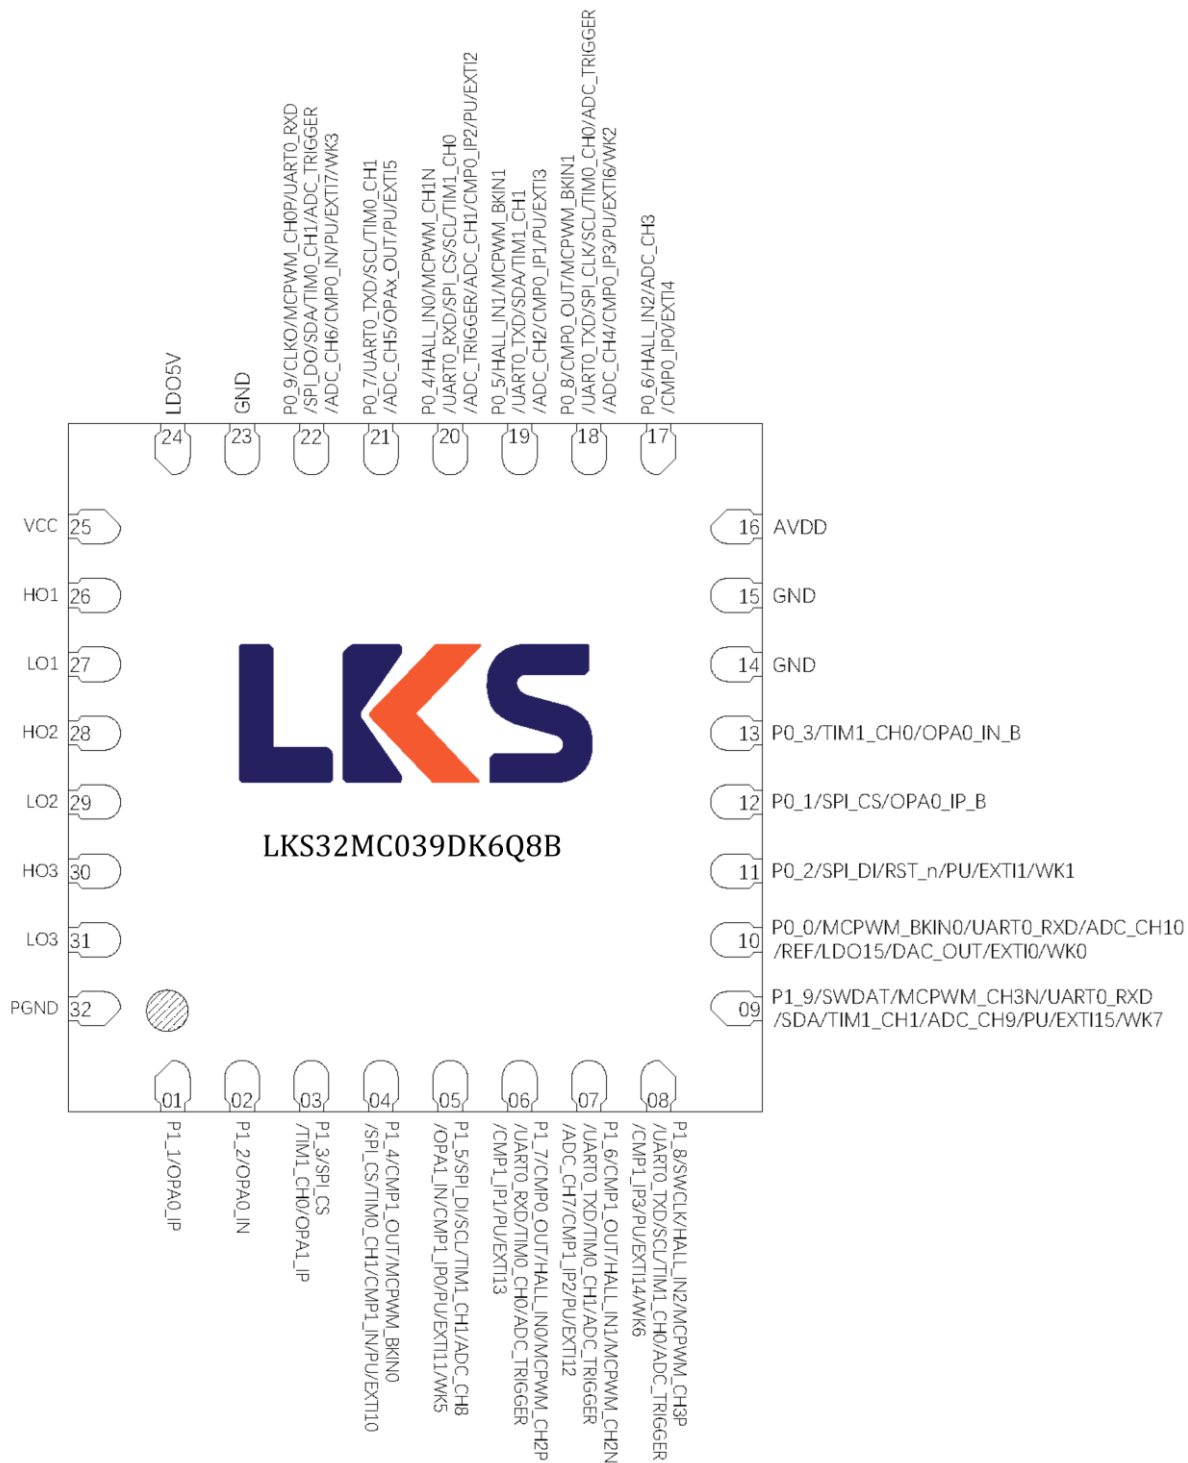 LDO5V
GND
P0_9/CLKO/MCPWM_CH0P/UART0_RXD
/SPI_DO/SDA/TIM0_CH1/ADC_TRIGGER
/ADC_CH6/CMP0_IN/PU/EXTI7/WK3
P0_7/UART0_TXD/SCL/TIM0_CH1
/ADC_CH5/OPAx_OUT/PU/EXTI5
P0_4/HALL_IN0/MCPWM_CH1N
/UART0_RXD/SPI_CS/SCL/TIM1_CH0
/ADC_TRIGGER/ADC_CH1/CMP0_IP2/PU/EXTI2
P0_5/HALL_IN1/MCPWM_BKIN1
/UART0_TXD/SDA/TIM1_CH1
/ADC_CH2/CMP0_IP1/PU/EXTI3
P0_8/CMP0_OUT/MCPWM_BKIN1
/UART0_TXD/SPI_CLK/SCL/TIM0_CH0/ADC_TRIGGER
/ADC_CH4/CMP0_IP3/PU/EXTI6/WK2
P0_6/HALL_IN2/ADC_CH3
/CMP0_IP0/EXTI4
24
23
22
21
20
19
18
17
VCC 25
HO1 26
LO1 27
HO2 28
LO2 29
HO3 30
LO3 31
PGND 32
LKS
LKS32MC039DK6Q8B
16 AVDD
15 GND
14 GND
13 P0_3/TIM1_CH0/OPA0_IN_B
12 P0_1/SPI_CS/OPA0_IP_B
11 P0_2/SPI_DI/RST_n/PU/EXTI1/WK1
10 P0_0/MCPWM_BKIN0/UART0_RXD/ADC_CH10
/REF/LDO15/DAC_OUT/EXTI0/WK0
09 P1_9/SWDAT/MCPWM_CH3N/UART0_RXD
/SDA/TIM1_CH1/ADC_CH9/PU/EXTI15/WK7
01
02
03
04
05
06
07
08
P1_1/OPA0_IP
P1_2/OPA0_IN
P1_3/SPI_CS
/TIM1_CH0/OPA1_IP
P1_4/CMP1_OUT/MCPWM_BKIN0
/SPI_CS/TIM0_CH1/CMP1_IN/PU/EXTI10
P1_5/SPI_DI/SCL/TIM1_CH1/ADC_CH8
/OPA1_IN/CMP1_IP0/PU/EXTI11/WK5
P1_7/CMP0_OUT/HALL_IN0/MCPWM_CH2P
/UART0_RXD/TIM0_CH0/ADC_TRIGGER
/CMP1_IP1/PU/EXTI13
P1_6/CMP1_OUT/HALL_IN1/MCPWM_CH2N
/UART0_TXD/TIM0_CH1/ADC_TRIGGER
/ADC_CH7/CMP1_IP2/PU/EXTI12
P1_8/SWCLK/HALL_IN2/MCPWM_CH3P
/UART0_TXD/SCL/TIM1_CH0/ADC_TRIGGER
/CMP1_IP3/PU/EXTI14/WK6